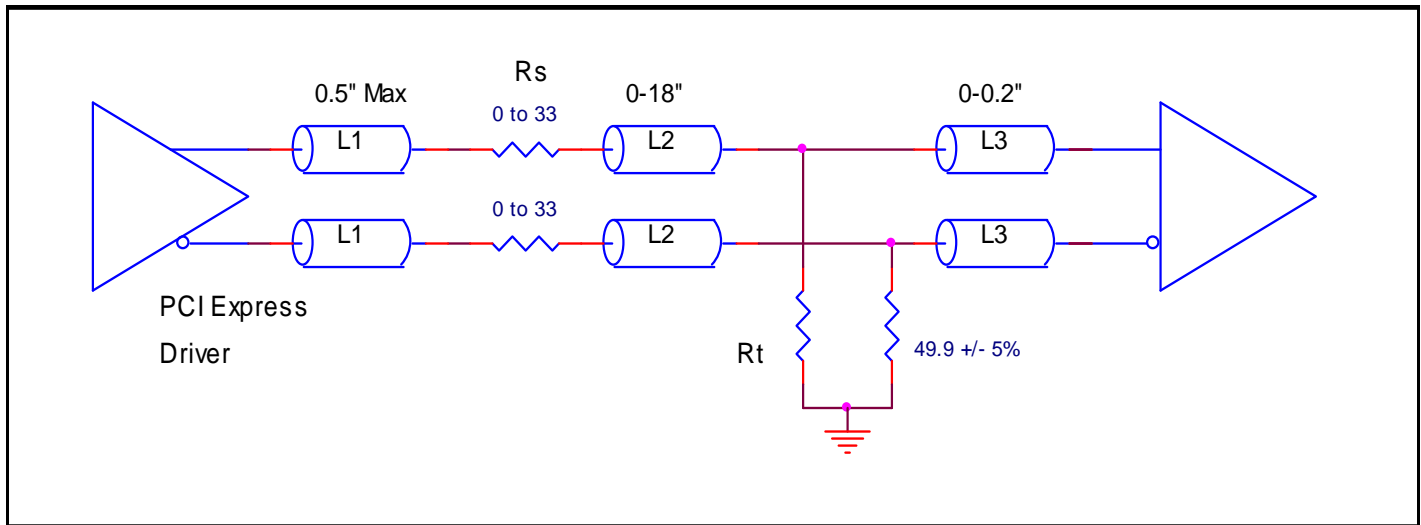 Rs
0.5" Max
0-18"
0-0.2"
0 to 33
L1
L2
L3
0 to 33
L1
L2
L3
PCI Express
Driver
Rt
49.9 +/- 5%